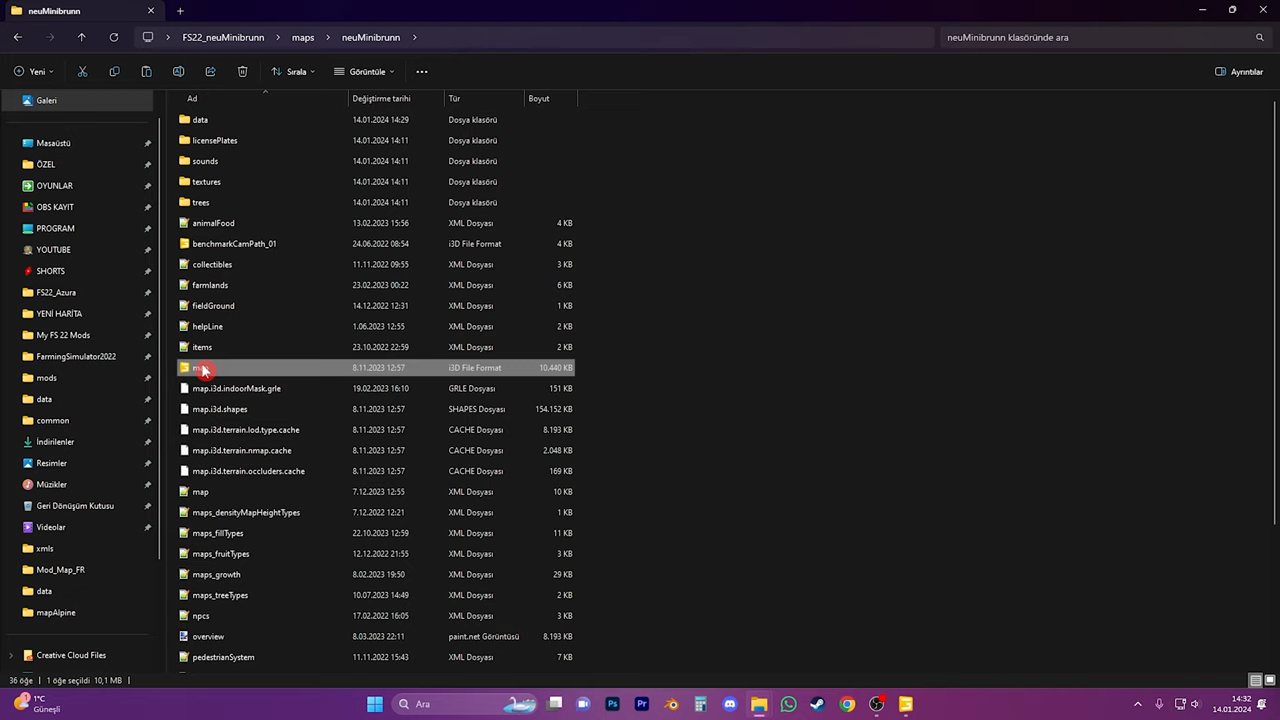 neuMinibrunn
FS22_neuMinibrunn
maps
neuMinibrunn
neuMinibrunn klasöründe ara
Yeni
Sırala
Görüntüle
Ayrıntılar
Galeri
Masaüstü
ÖZEL
OYUNLAR
OBS KAYIT
PROGRAM
YOUTUBE
SHORTS
FS22_Azura
YENİ HARİTA
My FS 22 Mods
FarmingSimulator2022
mods
data
common
İndirilenler
Resimler
Müzikler
Geri Dönüşüm Kutusu
Videolar
xmls
Mod_Map_FR
data
mapAlpine
Creative Cloud Files
Ad Değiştirme tarihi Tür Boyut
data 14.01.2024 14:29 Dosya klasörü
licensePlates 14.01.2024 14:11 Dosya klasörü
sounds 14.01.2024 14:11 Dosya klasörü
textures 14.01.2024 14:11 Dosya klasörü
trees 14.01.2024 14:11 Dosya klasörü
animalFood 13.02.2023 15:56 XML Dosyası 4 KB
benchmarkCamPath_01 24.06.2022 08:54 i3D File Format 4 KB
collectibles 11.11.2022 09:55 XML Dosyası 3 KB
farmlands 23.02.2023 00:22 XML Dosyası 6 KB
fieldGround 14.12.2022 12:31 XML Dosyası 1 KB
helpLine 1.06.2023 12:55 XML Dosyası 2 KB
items 23.10.2022 22:59 XML Dosyası 2 KB
8.11.2023 12:57 i3D File Format 10.440 KB
map.i3d.indoorMask.grle 19.02.2023 16:10 GRLE Dosyası 151 KB
map.i3d.shapes 8.11.2023 12:57 SHAPES Dosyası 154.152 KB
map.i3d.terrain.lod.type.cache 8.11.2023 12:57 CACHE Dosyası 8.193 KB
map.i3d.terrain.nmap.cache 8.11.2023 12:57 CACHE Dosyası 2.048 KB
map.i3d.terrain.occluders.cache 8.11.2023 12:57 CACHE Dosyası 169 KB
map 7.12.2023 12:55 XML Dosyası 10 KB
maps_densityMapHeightTypes 7.12.2022 12:21 XML Dosyası 1 KB
maps_fillTypes 22.10.2023 12:59 XML Dosyası 11 KB
maps_fruitTypes 12.12.2022 21:55 XML Dosyası 3 KB
maps_growth 8.02.2023 19:50 XML Dosyası 29 KB
maps_treeTypes 10.07.2023 14:49 XML Dosyası 2 KB
npcs 17.02.2022 16:05 XML Dosyası 3 KB
overview 8.03.2023 22:11 paint.net Görüntüsü 8.193 KB
pedestrianSystem 11.11.2022 15:43 XML Dosyası 7 KB
36 öğe 1 öğe seçildi 10,1 MB
1°C
Güneşli
Ara
14:32
14.01.2024